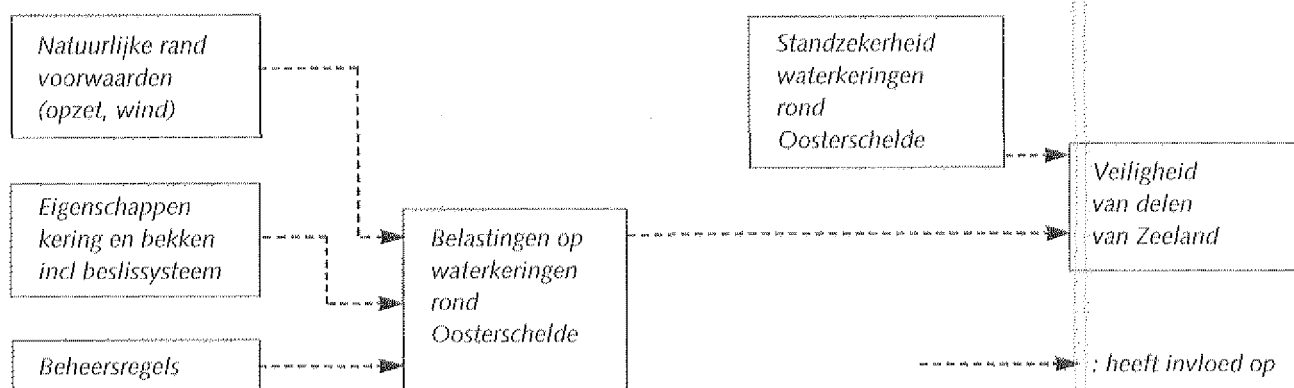 Natuurlijke rand
voorwaarden
(opzet, wind)
Eigenschappen
kering en bekken
incl beslissysteem
Beheersregels
Belastingen op
waterkeringen
rond
Oosterschelde
Standzekerheid
waterkeringen
rond
Oosterschelde
Veiligheid
van delen
van Zeeland
: heeft invloed op